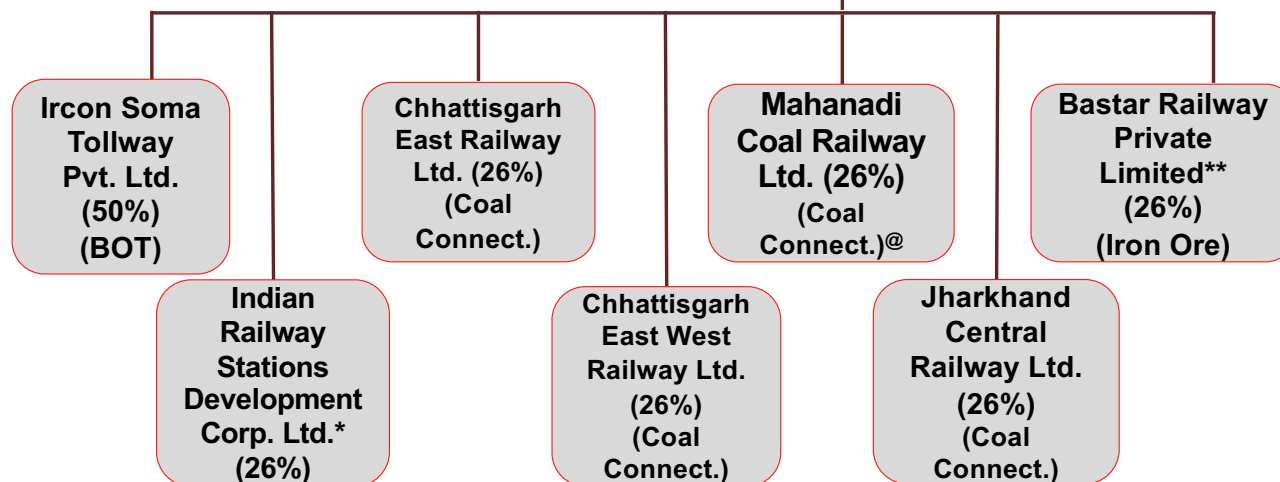 Ircon Soma
Tollway
Pvt. Ltd.
(50%)
(BOT)
Indian
Railway
Stations
Development
Corp. Ltd.*
(26%)
Chhattisgarh
East Railway
Ltd. (26%)
(Coal
Connect.)
Chhattisgarh
East West
Railway Ltd.
(26%)
(Coal
Connect.)
Mahanadi
Coal Railway
Ltd. (26%)
(Coal
Connect.)@
Jharkhand
Central
Railway Ltd.
(26%)
(Coal
Connect.)
Bastar Railway
Private
Limited**
(26%)
(Iron Ore)